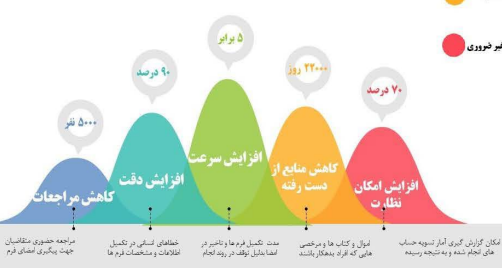 غیر ضروری
۵ برابر
۹۰ درصد
۲۲۰۰۰ روز
۷۰ درصد
۵۰۰۰ نفر
افزایش سرعت
کاهش منابع از
دست رفته
افزایش امکان
نظارت
افزایش دقت
کاهش مراجعات
امکان گزارش گیری آمار تسویه حساب
های انجام شده و به نتیجه رسیده
اموال و کتاب ها و مرخصی
هایی که افراد بدهکار باشند
مدت تکمیل فرم ها و تاخیر در
امضا بدلیل توقف در روند انجام
خطاهای انسانی در تکمیل
اطلاعات و مشخصات فرم ها
مراجعه حضوری متقاضیان
جهت پیگیری امضای فرم